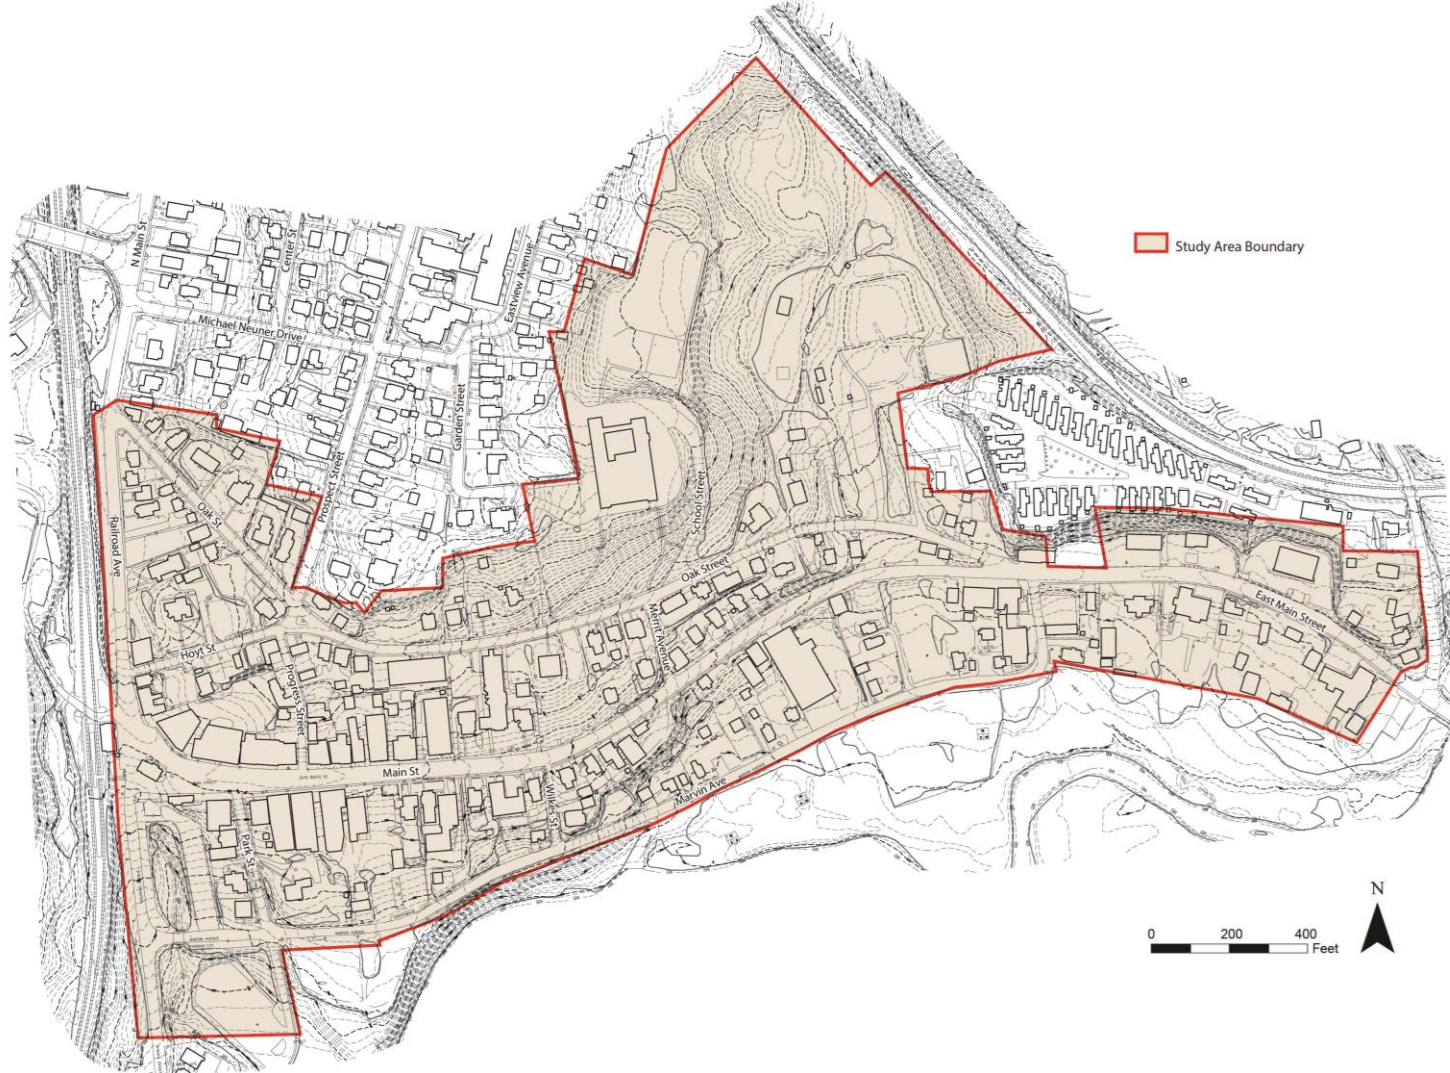 N Main St
Center St
Eastview Avenue
Michael Neuner Drive
Study Area Boundary
Garden Street
Prospect Street
Oak St
Railroad Ave
School Street
Oak Street
Merrit Avenue
Hoyt St
Progress Street
East Main Street
Main St
Marvin Ave
Wilkes St
Park St
N
0 200 400
Feet